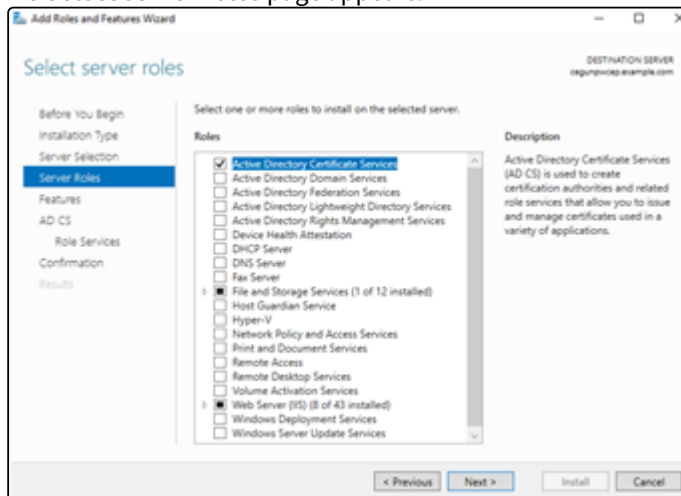 Add Roles and Features Wizard
Select server roles
DESTINATION SERVER
Before You Begin
Installation Type
Server Selection
Server Roles
Features
AD CS
Role Services
Confirmation
Results
Select one or more roles to install on the selected server.
Roles
Active Directory Certificate Services
Active Directory Domain Services
Active Directory Federation Services
Active Directory Lightweight Directory Services
Active Directory Rights Management Services
Device Health Attestation
DHCP Server
DNS Server
Fax Server
File and Storage Services (1 of 12 installed)
Host Guardian Service
Hyper-V
Network Policy and Access Services
Print and Document Services
Remote Access
Remote Desktop Services
Volume Activation Services
Web Server (IIS) (8 of 43 installed)
Windows Deployment Services
Windows Server Update Services
Description
Active Directory Certificate Services
(AD CS) is used to create
certification authorities and related
role services that allow you to issue
and manage certificates used in a
variety of applications.
< Previous
Next >
Install
Cancel